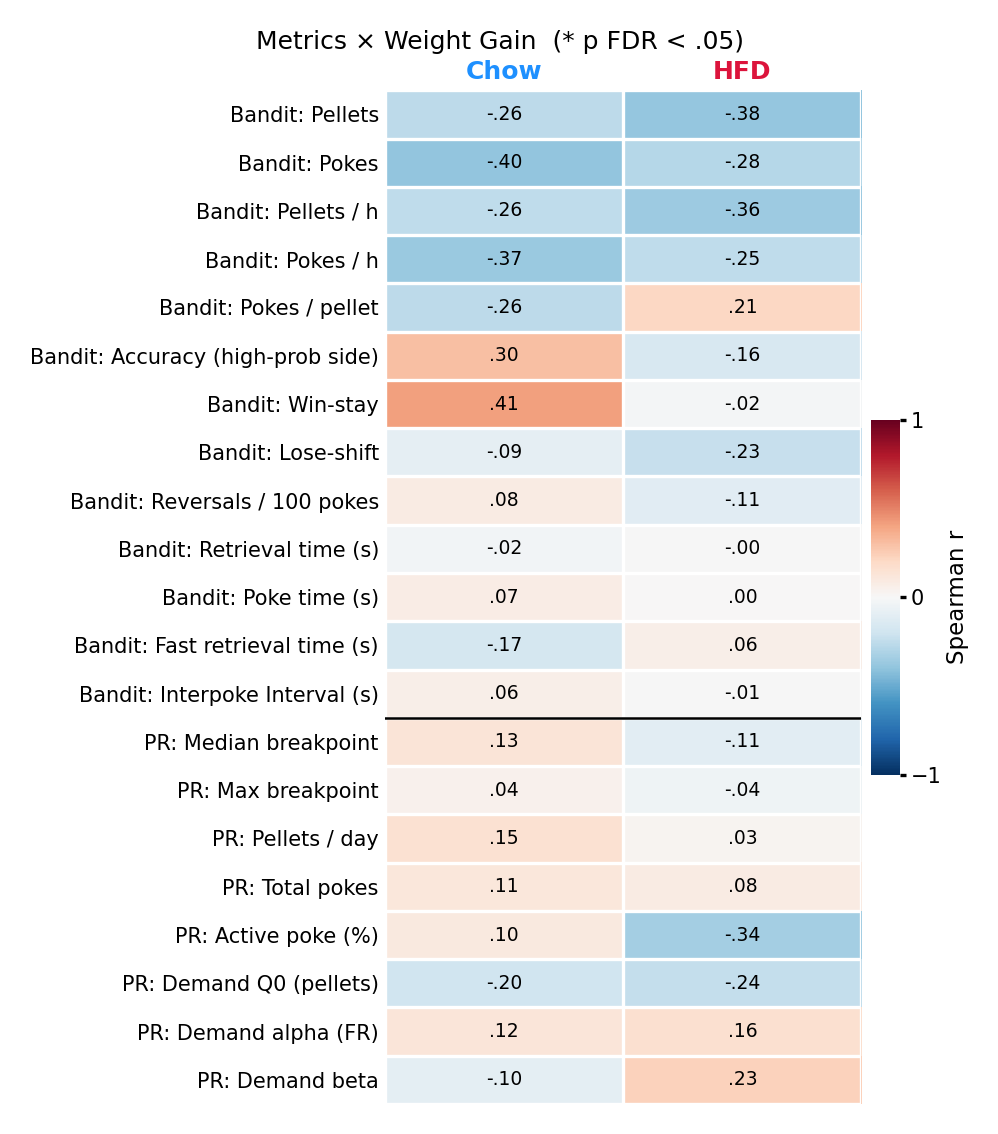 Metrics × Weight Gain  (* p FDR < .05)
Chow HFD
Bandit: Pellets -.26 -.38
Bandit: Pokes -.40 -.28
Bandit: Pellets / h -.26 -.36
Bandit: Pokes / h -.37 -.25
Bandit: Pokes / pellet -.26 .21
Bandit: Accuracy (high-prob side) .30 -.16
Bandit: Win-stay .41 -.02
Bandit: Lose-shift -.09 -.23
Bandit: Reversals / 100 pokes .08 -.11
Bandit: Retrieval time (s) -.02 -.00
Bandit: Poke time (s) .07 .00
Bandit: Fast retrieval time (s) -.17 .06
Bandit: Interpoke Interval (s) .06 -.01
PR: Median breakpoint .13 -.11
PR: Max breakpoint .04 -.04
PR: Pellets / day .15 .03
PR: Total pokes .11 .08
PR: Active poke (%) .10 -.34
PR: Demand Q0 (pellets) -.20 -.24
PR: Demand alpha (FR) .12 .16
PR: Demand beta -.10 .23
1
0
−1
Spearman r